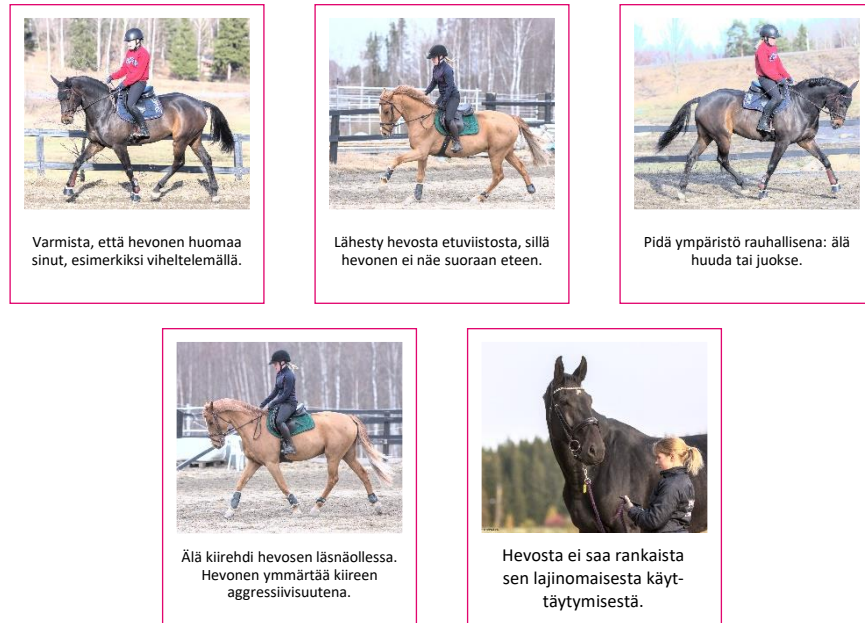 Varmista, että hevonen huomaa
sinut, esimerkiksi viheltelemällä.
Lähesty hevosta etuviistosta, sillä
hevonen ei näe suoraan eteen.
Pidä ympäristö rauhallisena: älä
huuda tai juokse.
Älä kiirehdi hevosen läsnäollessa.
Hevonen ymmärtää kiireen
aggressiivisuutena.
Hevosta ei saa rankaista
sen lajinomaisesta käyt-
täytymisestä.